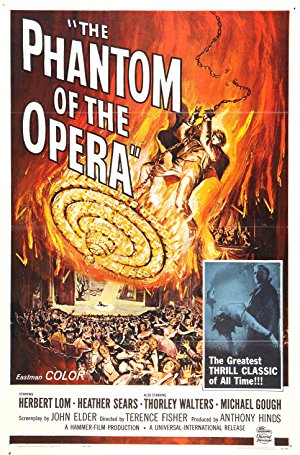 "THE
PHANTOM
OF THE
OPERA"
The Greatest
THRILL CLASSIC
of All Time!!!
Eastman COLOR
STARRING
HERBERT LOM - HEATHER SEARS - ALSO STARRING THORLEY WALTERS - MICHAEL GOUGH
Screenplay by JOHN ELDER Directed by TERENCE FISHER Produced by ANTHONY HINDS
A HAMMER FILM PRODUCTION - A UNIVERSAL-INTERNATIONAL RELEASE